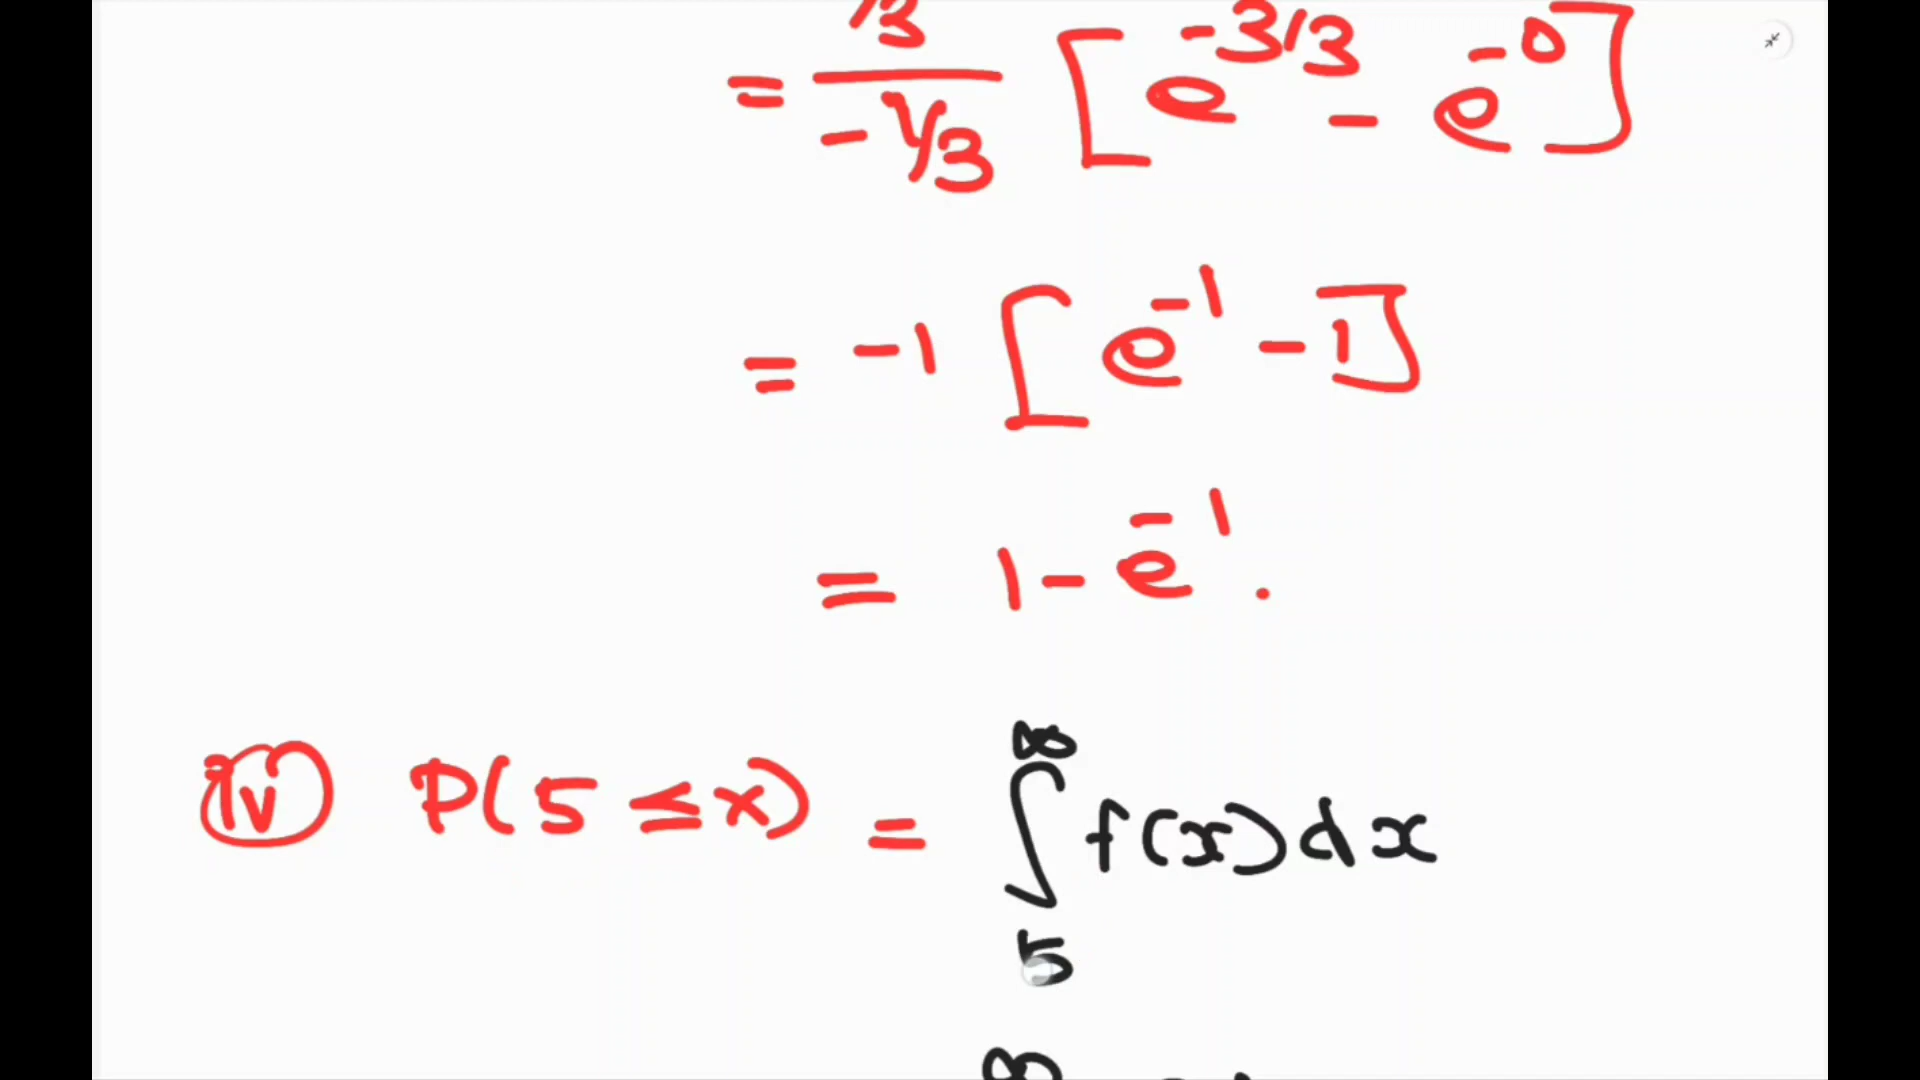 = 1/3 / -1/3 [e^-3/3 - e^-0]
= -1 [e^-1 - 1]
= 1 - e^-1.
iv P(5 ≤ x) = ∫_5^∞ f(x) dx
∞